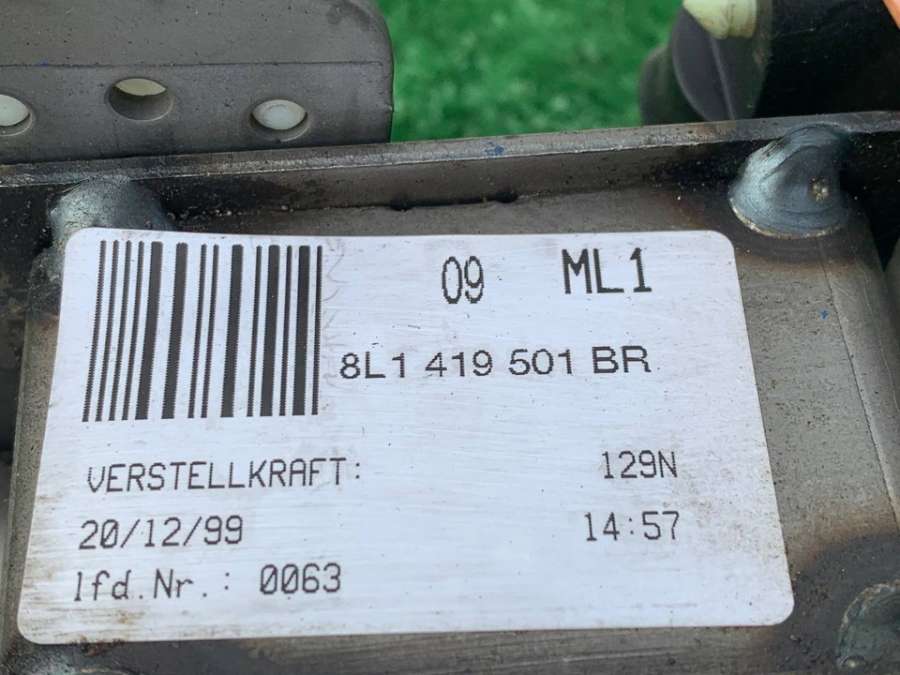 09 ML1
8L1 419 501 BR
VERSTELLKRAFT: 129N
20/12/99 14:57
lfd.Nr.: 0063